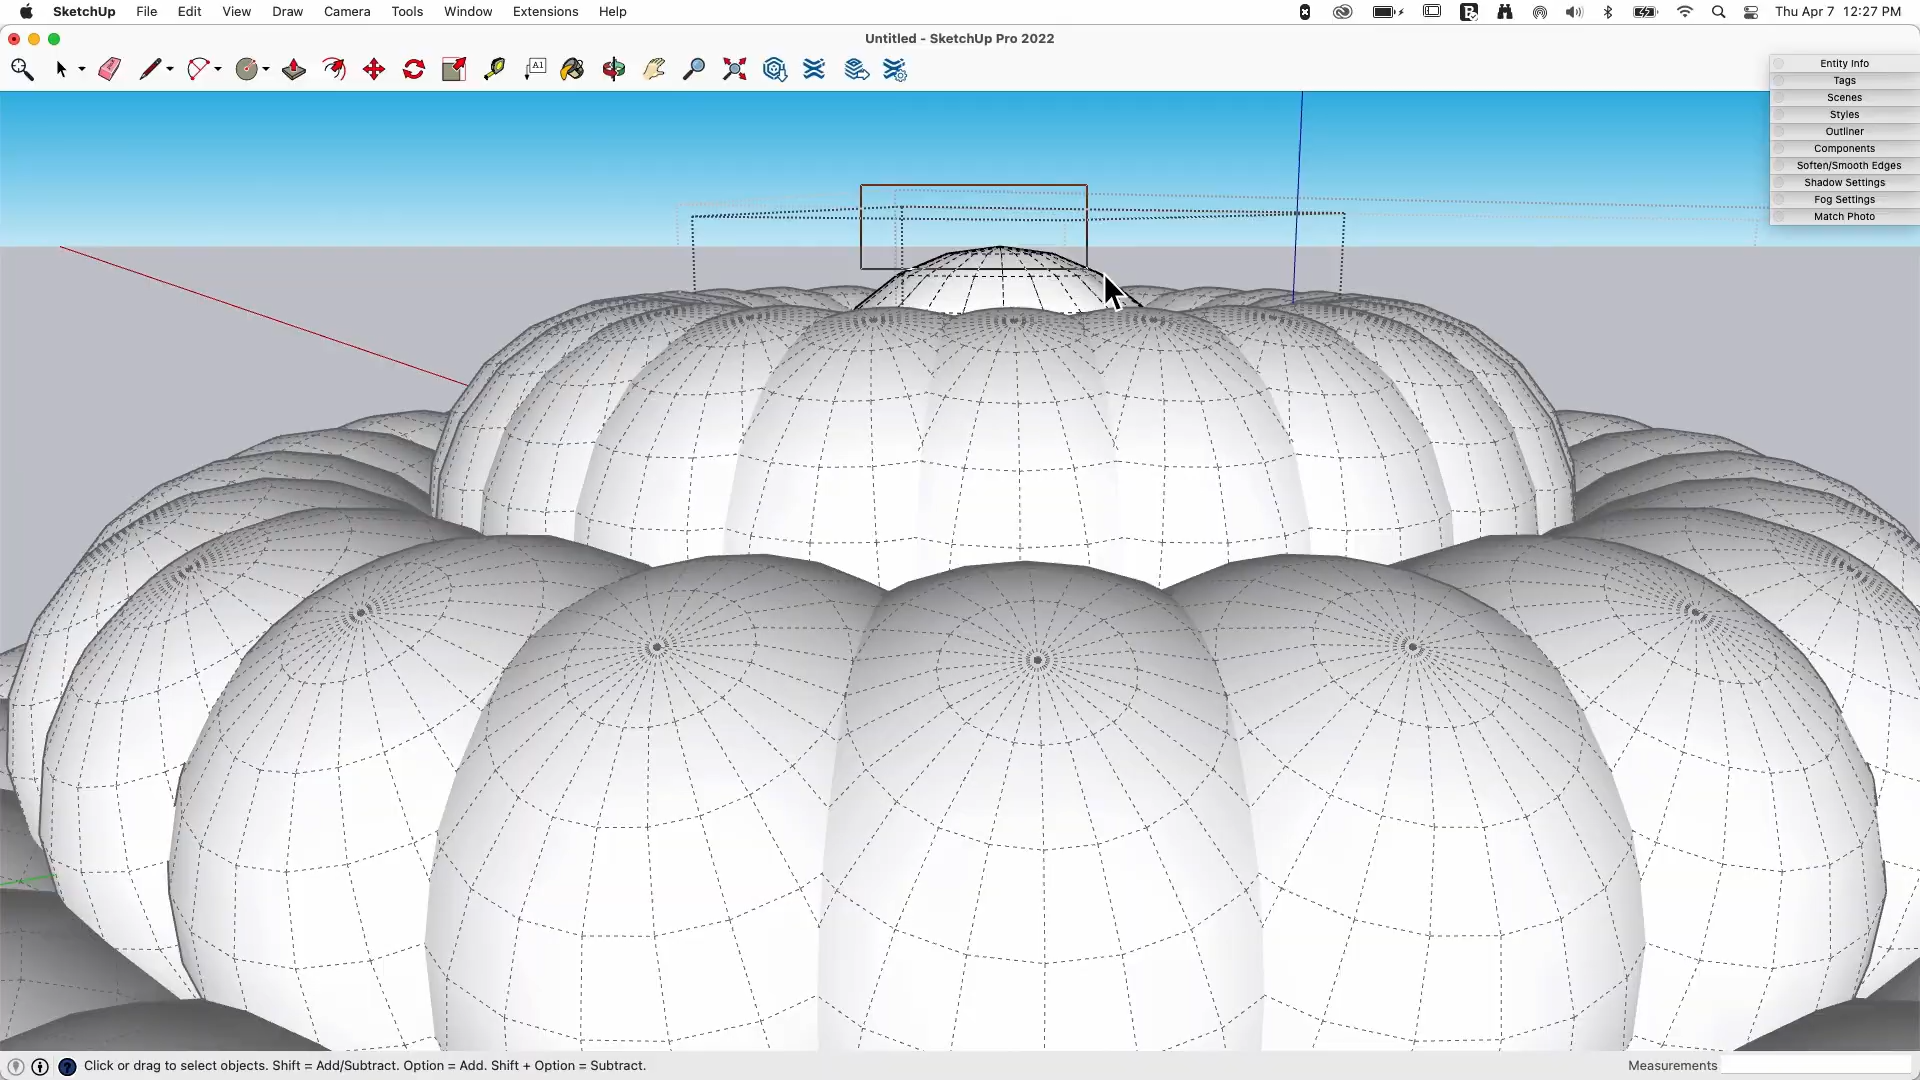 SketchUp File Edit View Draw Camera Tools Window Extensions Help Thu Apr 7 12:27 PM
Untitled - SketchUp Pro 2022
A1
Entity Info
Tags
Scenes
Styles
Outliner
Components
Soften/Smooth Edges
Shadow Settings
Fog Settings
Match Photo
Click or drag to select objects. Shift = Add/Subtract. Option = Add. Shift + Option = Subtract. Measurements